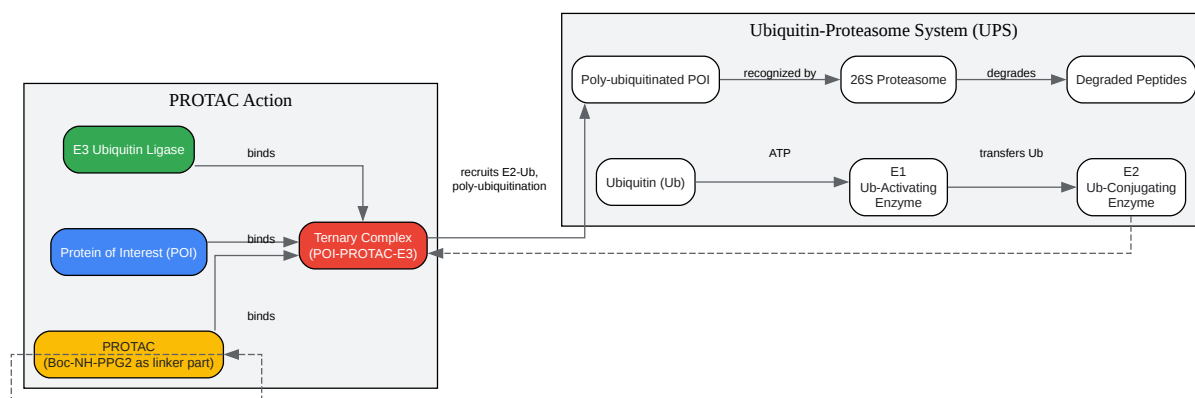 Ubiquitin-Proteasome System (UPS)
Poly-ubiquitinated POI
recognized by
26S Proteasome
degrades
Degraded Peptides
Ubiquitin (Ub)
ATP
E1
Ub-Activating
Enzyme
transfers Ub
E2
Ub-Conjugating
Enzyme
PROTAC Action
E3 Ubiquitin Ligase
binds
Protein of Interest (POI)
binds
Ternary Complex
(POI-PROTAC-E3)
recruits E2-Ub,
poly-ubiquitination
PROTAC
(Boc-NH-PPG2 as linker part)
binds